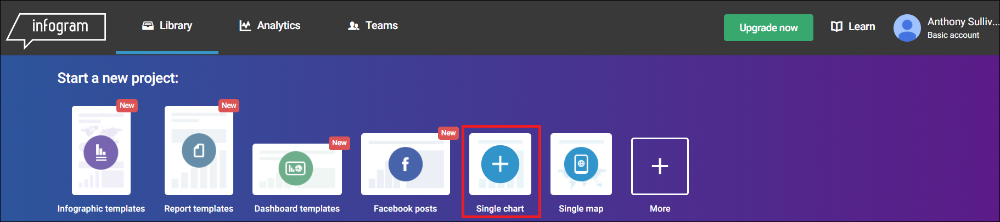 infogram
Library
Analytics
Teams
Upgrade now
Learn
Anthony Sulliv...
Basic account
Start a new project:
New
New
New
New
f
Infographic templates
Report templates
Dashboard templates
Facebook posts
Single chart
Single map
More